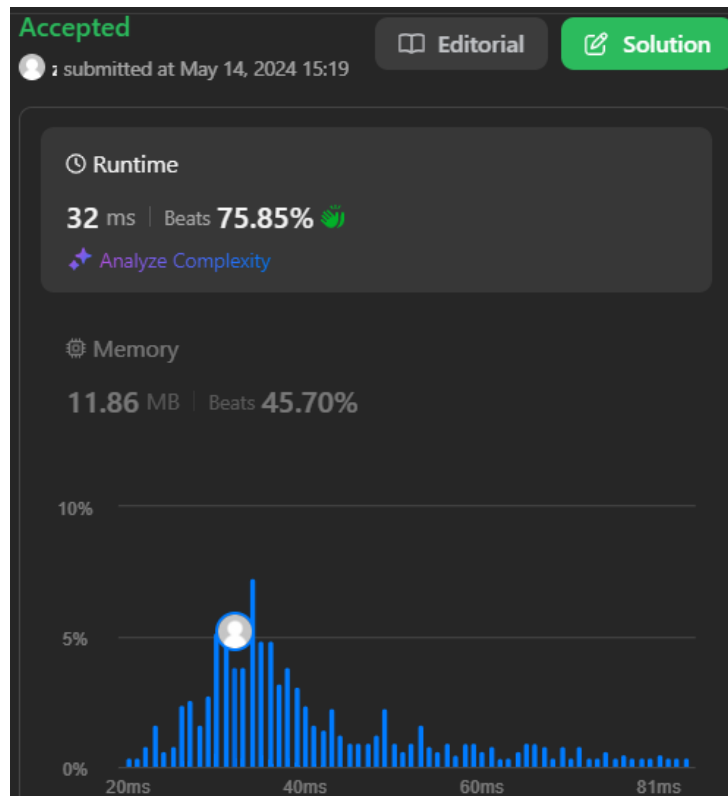 Accepted
Editorial
Solution
z submitted at May 14, 2024 15:19
Runtime
32 ms | Beats 75.85%
Analyze Complexity
Memory
11.86 MB | Beats 45.70%
10%
5%
0%
20ms 40ms 60ms 81ms